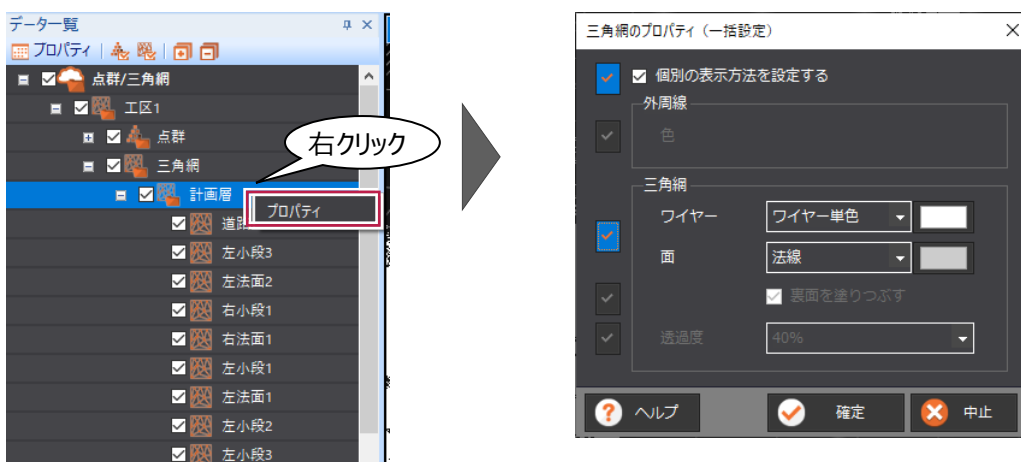 データ一覧
プロパティ
点群/三角網
工区1
点群
右クリック
三角網
計画層
プロパティ
道路
左小段3
左法面2
右小段1
右法面1
左小段1
左法面1
左小段2
左小段3
三角網のプロパティ（一括設定）
個別の表示方法を設定する
外周線
色
三角網
ワイヤー ワイヤー単色
面 法線
裏面を塗りつぶす
透過度 40%
ヘルプ 確定 中止